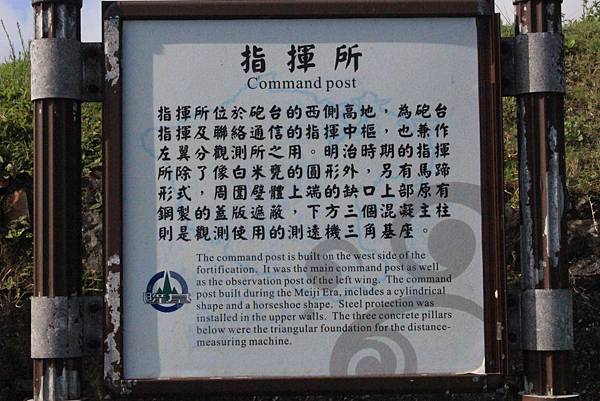 指揮所
Command post
指揮所位於砲台的西側高地，為砲台
指揮及聯絡通信的指揮中樞，也兼作
左翼分觀測所之用。明治時期的指揮
所除了像白米甕的圓形外，另有馬蹄
形式，周圍壁體上端的缺口上部原有
鋼製的蓋版遮蔽，下方三個混凝土柱
則是觀測使用的測遠機三角基座。
The command post is built on the west side of the
fortification. It was the main command post as well
as the observation post of the left wing. The command
post built during the Meiji Era, includes a cylindrical
shape and a horseshoe shape. Steel protection was
installed in the upper walls. The three concrete pillars
below were the triangular foundation for the distance-
measuring machine.